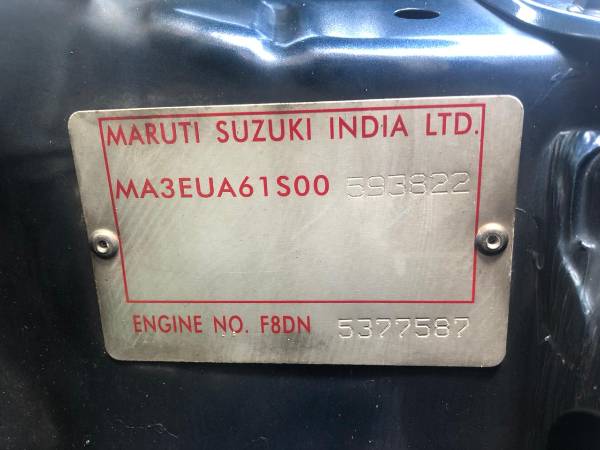 MARUTI SUZUKI INDIA LTD.
MA3EUA61S00 593822
ENGINE NO. F8DN 5377587